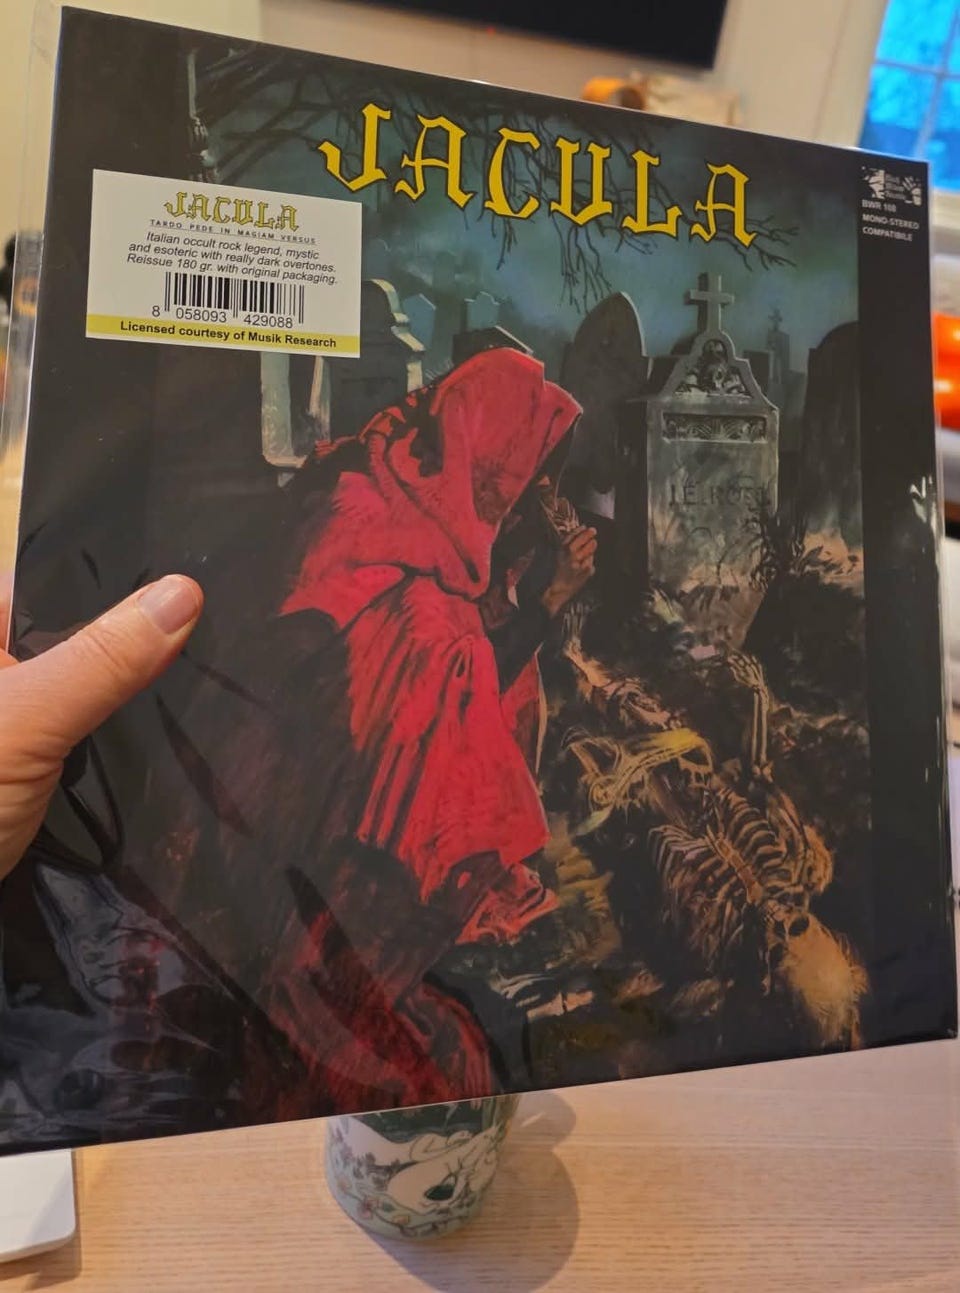 JACULA
JACULA
TARDO PEDE IN MAGIAM VERSUS
Italian occult rock legend, mystic
and esoteric with really dark overtones.
Reissue 180 gr. with original packaging.
8 058093 429088
Licensed courtesy of Musik Research
BWR 108
MONO-STEREO
COMPATIBILE